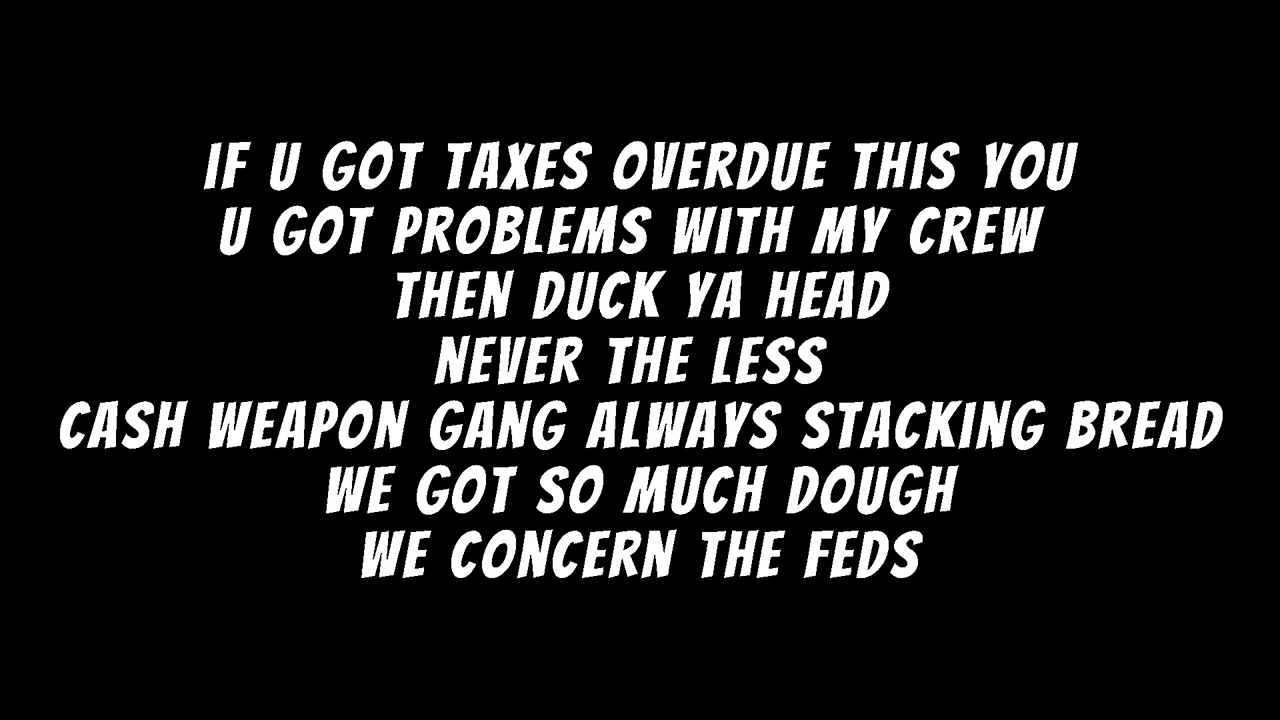 IF U GOT TAXES OVERDUE THIS YOU
U GOT PROBLEMS WITH MY CREW
THEN DUCK YA HEAD
NEVER THE LESS
CASH WEAPON GANG ALWAYS STACKING BREAD
WE GOT SO MUCH DOUGH
WE CONCERN THE FEDS